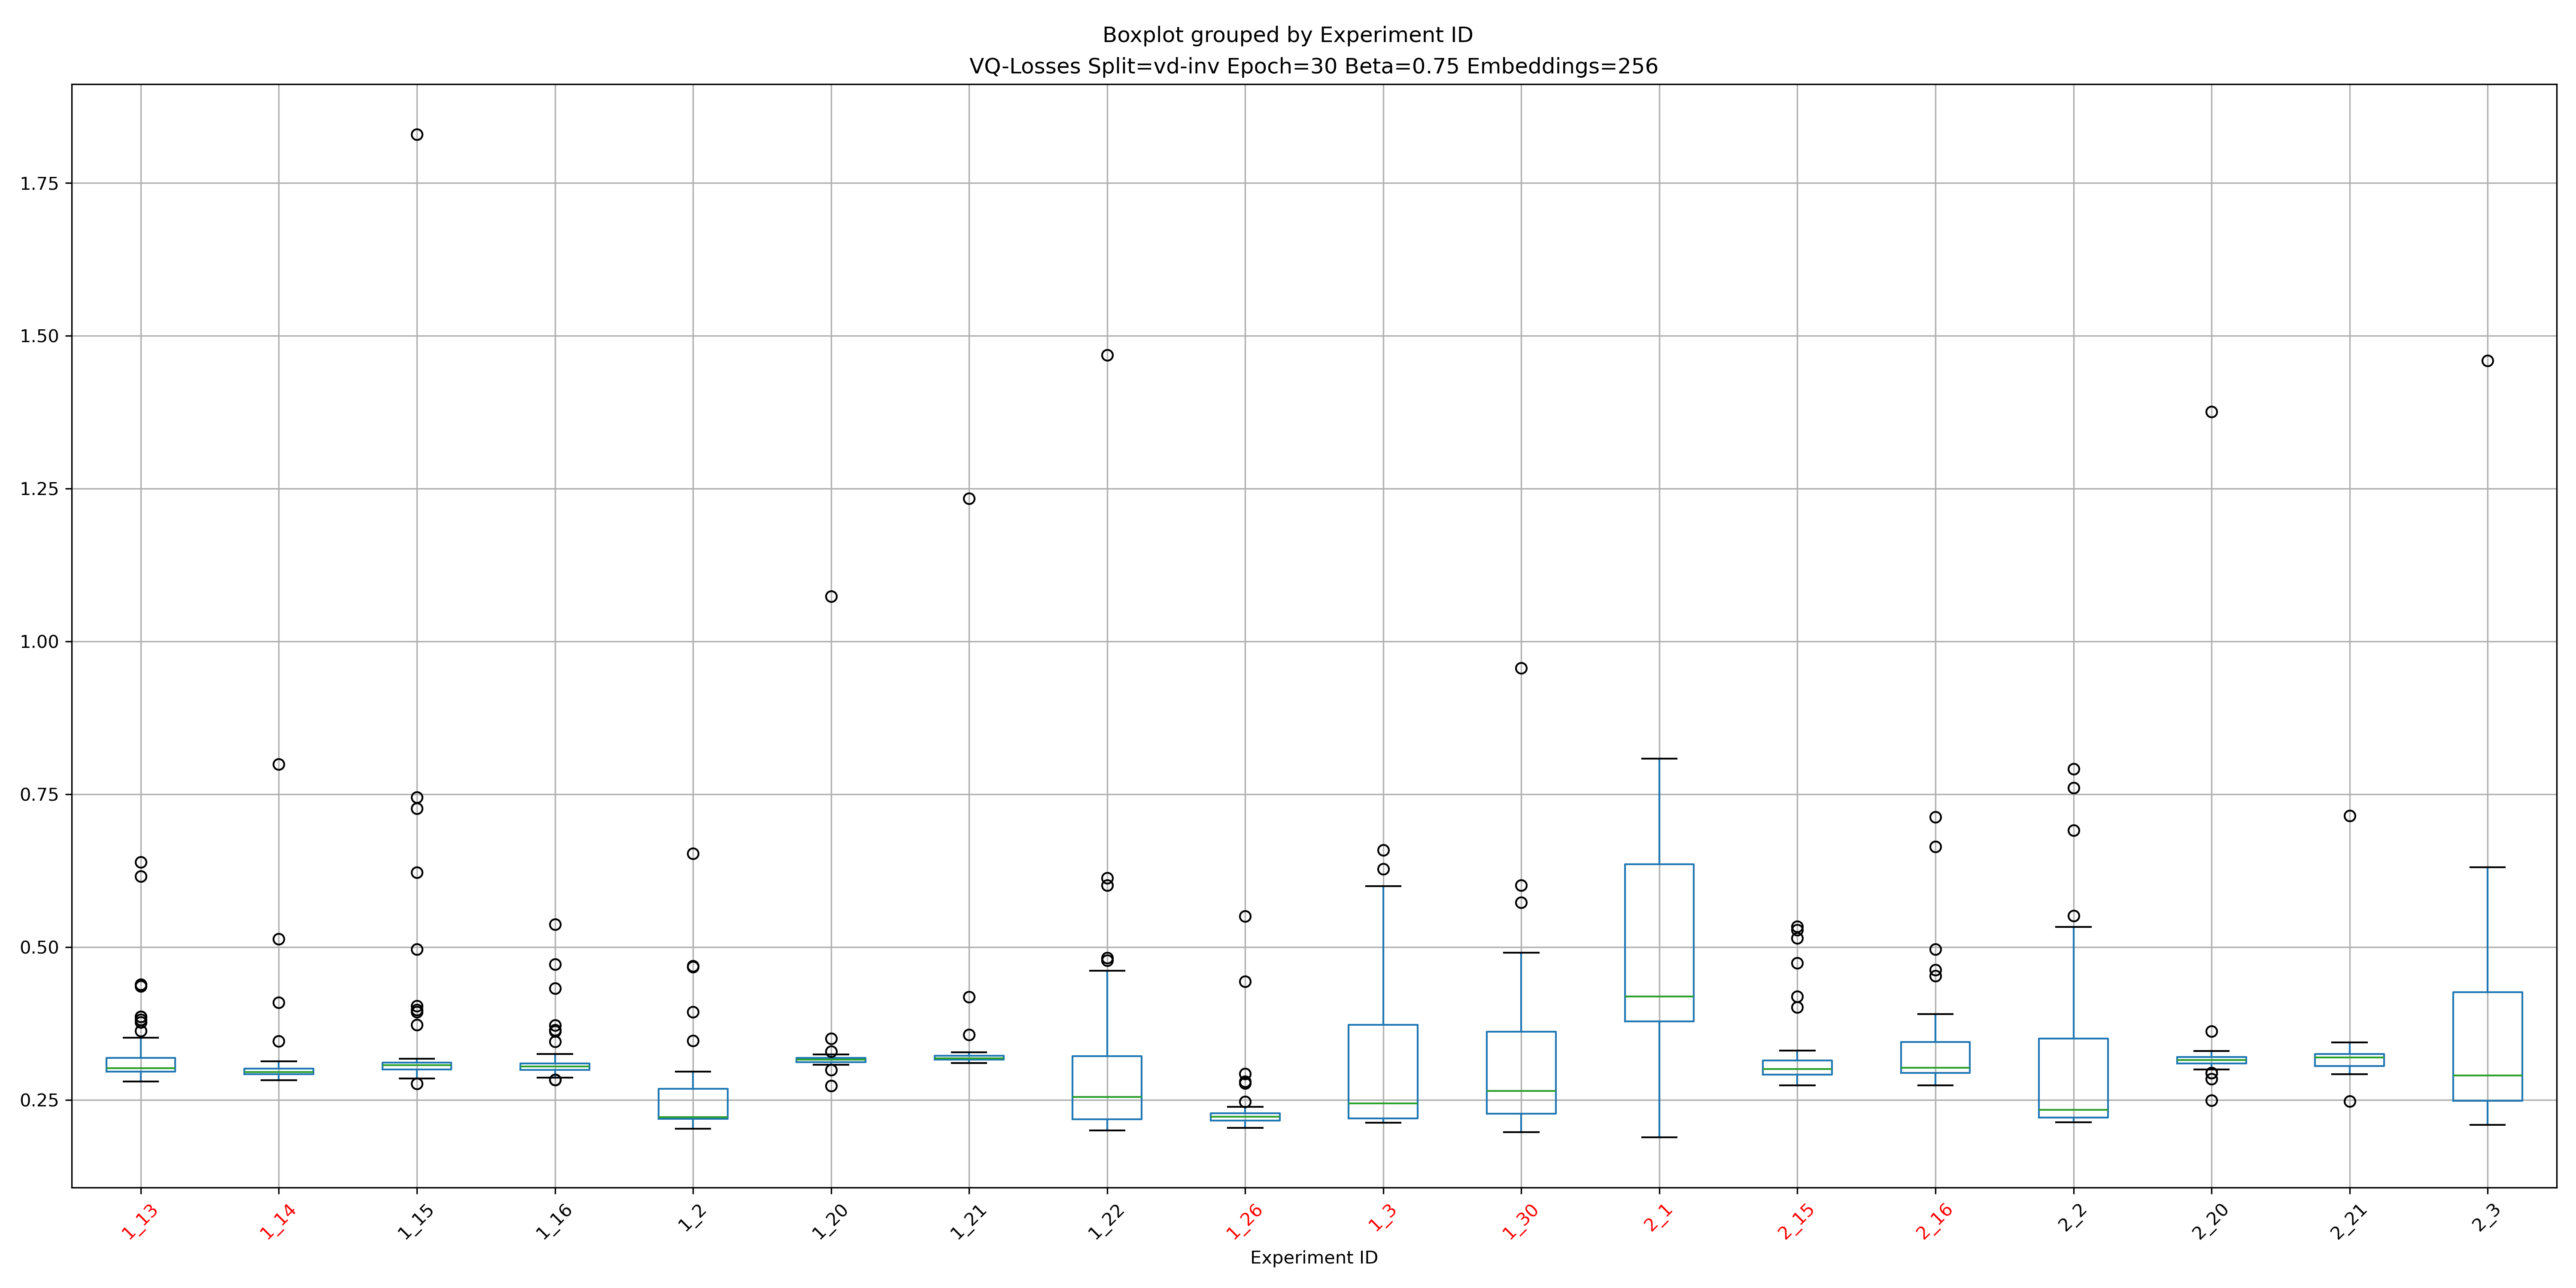 Boxplot grouped by Experiment ID
VQ-Losses Split=vd-inv Epoch=30 Beta=0.75 Embeddings=256
1.75
1.50
1.25
1.00
0.75
0.50
0.25
1_13 1_14 1_15 1_16 1_2 1_20 1_21 1_22 1_26 1_3 1_30 2_1 2_15 2_16 2_2 2_20 2_21 2_3
Experiment ID